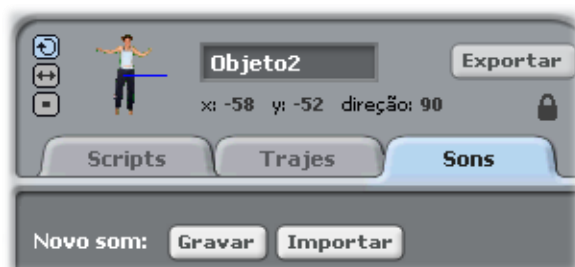 Objeto2
Exportar
x: -58 y: -52 direção: 90
Scripts Trajes Sons
Novo som: Gravar Importar